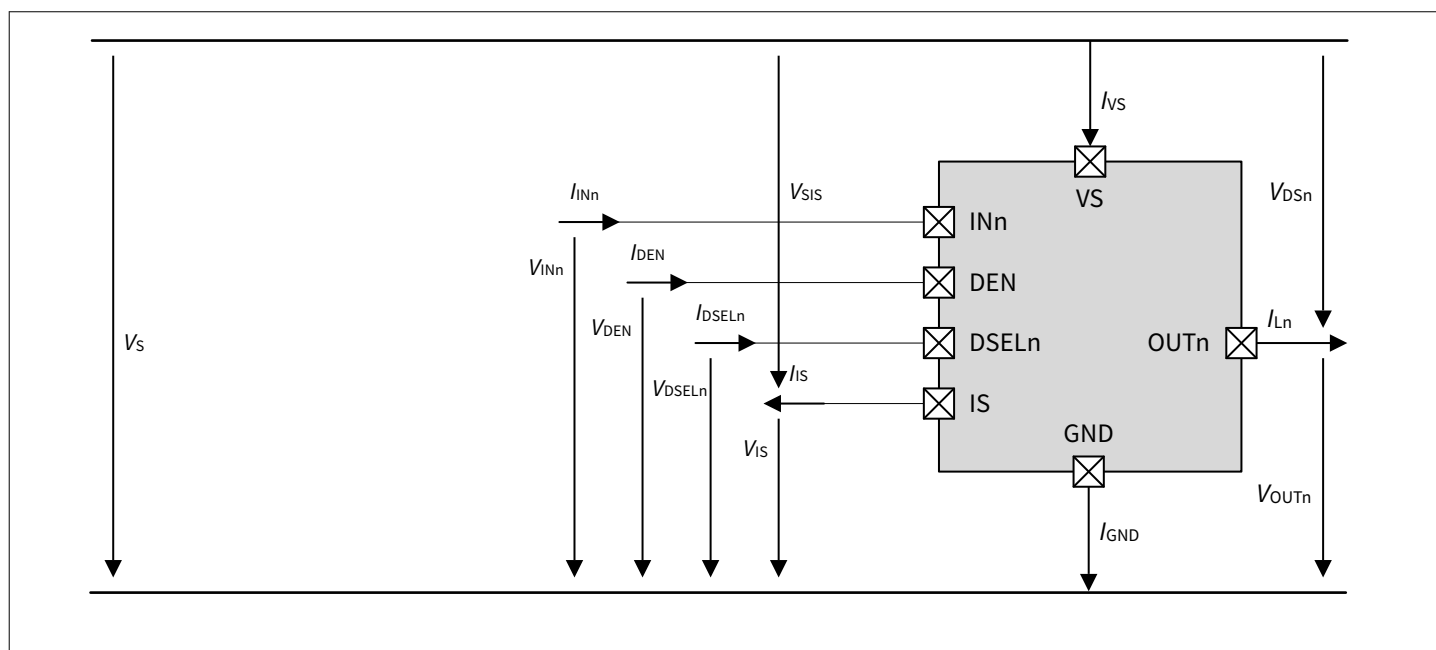 IVS
VS
IINn
VSIS
VDSn
INn
VINn
IDEN
DEN
IDSELn
ILn
VDEN
VS
DSELn
OUTn
IIS
VDSELn
IS
GND
VIS
VOUTn
IGND